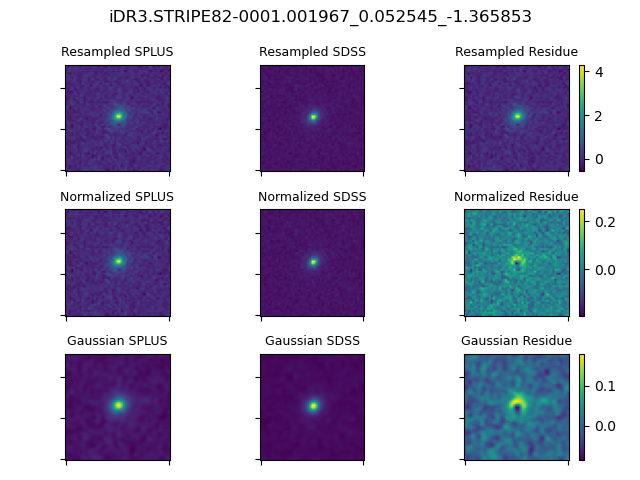 iDR3.STRIPE82-0001.001967_0.052545_-1.365853
Resampled SPLUS
Resampled SDSS
Resampled Residue
4
2
0
Normalized SPLUS
Normalized SDSS
Normalized Residue
0.2
0.0
Gaussian SPLUS
Gaussian SDSS
Gaussian Residue
0.1
0.0